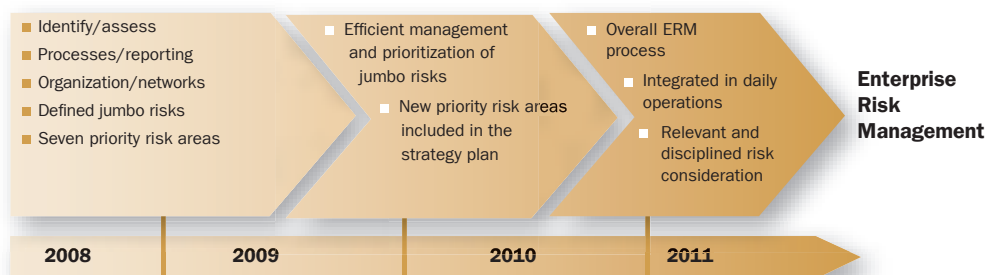 Identify/assess
Processes/reporting
Organization/networks
Defined jumbo risks
Seven priority risk areas
Efficient management
and prioritization of
jumbo risks
New priority risk areas
included in the
strategy plan
Overall ERM
process
Integrated in daily
operations
Relevant and
disciplined risk
consideration
Enterprise
Risk
Management
2008 2009 2010 2011